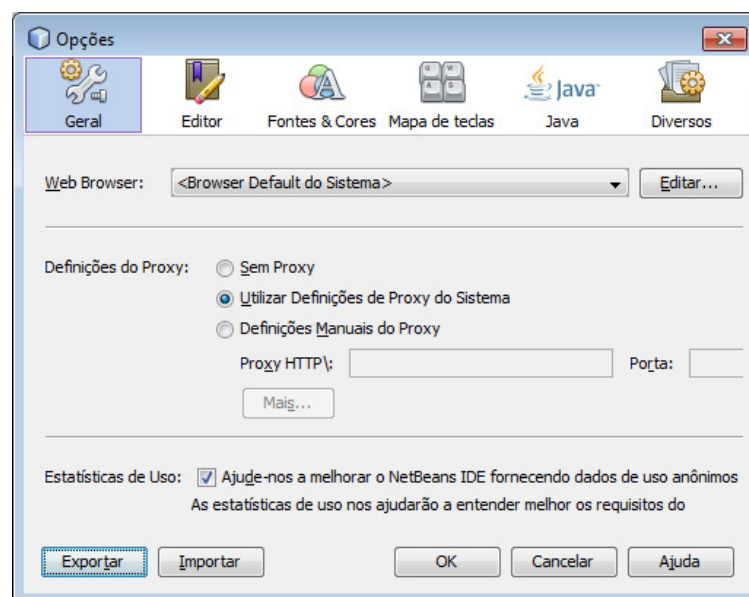 Opções
Geral Editor Fontes & Cores Mapa de teclas Java Diversos
Web Browser: <Browser Default do Sistema> Editar...
Definições do Proxy: Sem Proxy
Utilizar Definições de Proxy do Sistema
Definições Manuais do Proxy
Proxy HTTP\: Porta:
Mais...
Estatísticas de Uso: Ajude-nos a melhorar o NetBeans IDE fornecendo dados de uso anônimos
As estatísticas de uso nos ajudarão a entender melhor os requisitos do
Exportar Importar OK Cancelar Ajuda